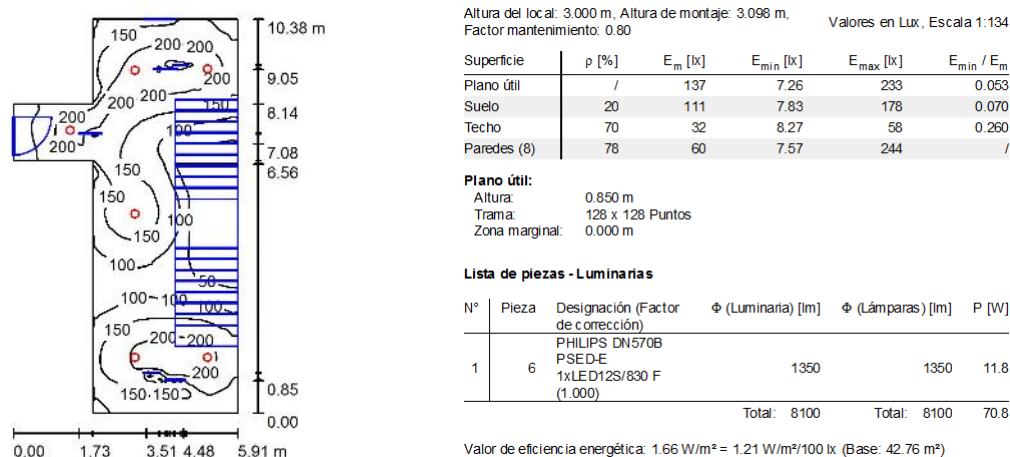 150
200 200
200
200
200 200
150
200
100
200
150
150
100
150
100
50
100
100
100
150
200
200
200
150
150
10.38 m
9.05
8.14
7.08
6.56
0.85
0.00
0.00 1.73 3.51 4.48 5.91 m
Altura del local: 3.000 m, Altura de montaje: 3.098 m,
Factor mantenimiento: 0.80
Valores en Lux, Escala 1:134
Superficie ρ [%] Em [lx] Emin [lx] Emax [lx] Emin / Em
Plano útil / 137 7.26 233 0.053
Suelo 20 111 7.83 178 0.070
Techo 70 32 8.27 58 0.260
Paredes (8) 78 60 7.57 244 /
Plano útil:
Altura: 0.850 m
Trama: 128 x 128 Puntos
Zona marginal: 0.000 m
Lista de piezas - Luminarias
N° Pieza Designación (Factor de corrección) Φ (Luminaria) [lm] Φ (Lámparas) [lm] P [W]
1 6 PHILIPS DN570B
PSED-E
1xLED12S/830 F
(1.000) 1350 1350 11.8
Total: 8100 Total: 8100 70.8
Valor de eficiencia energética: 1.66 W/m² = 1.21 W/m²/100 lx (Base: 42.76 m²)